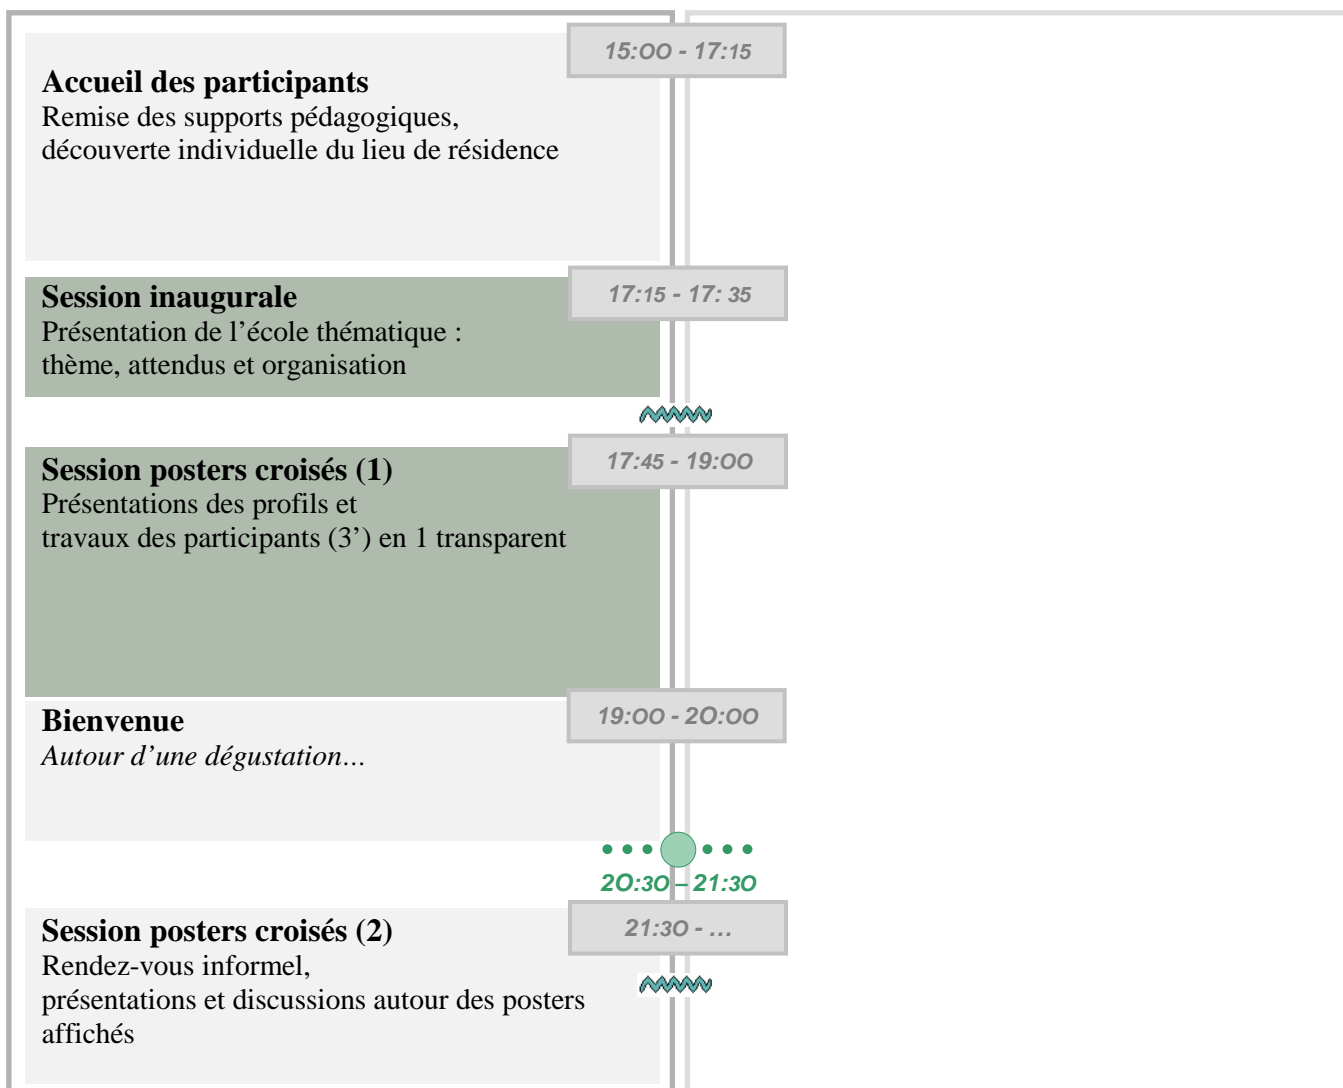 15:00 - 17:15
Accueil des participants
Remise des supports pédagogiques,
découverte individuelle du lieu de résidence
17:15 - 17: 35
Session inaugurale
Présentation de l’école thématique :
thème, attendus et organisation
17:45 - 19:00
Session posters croisés (1)
Présentations des profils et
travaux des participants (3’) en 1 transparent
19:00 - 20:00
Bienvenue
Autour d’une dégustation…
20:30 – 21:30
21:30 - …
Session posters croisés (2)
Rendez-vous informel,
présentations et discussions autour des posters
affichés